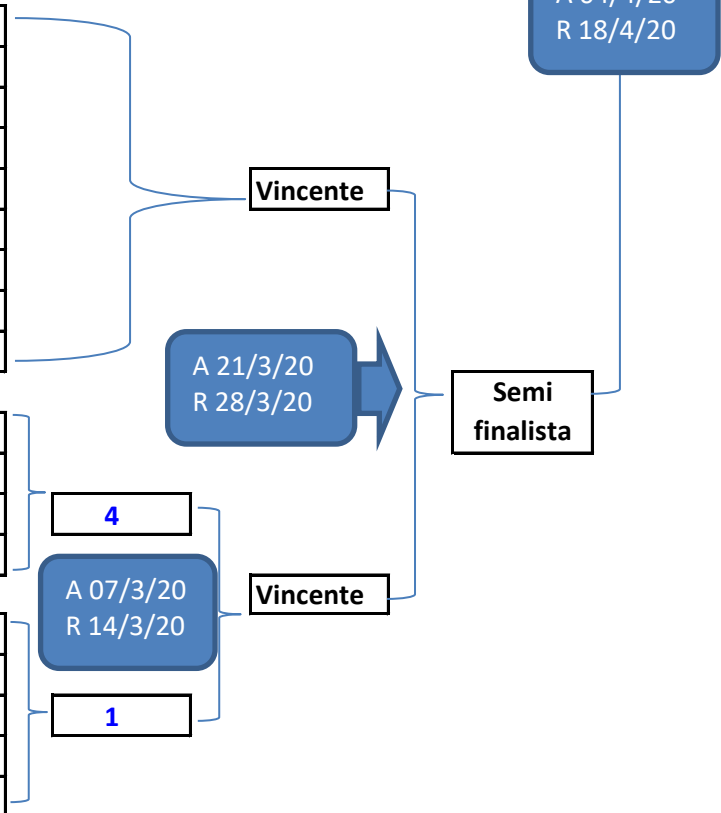 R 18/4/20
Vincente
A 21/3/20
R 28/3/20
Semi
finalista
4
A 07/3/20
R 14/3/20
Vincente
1